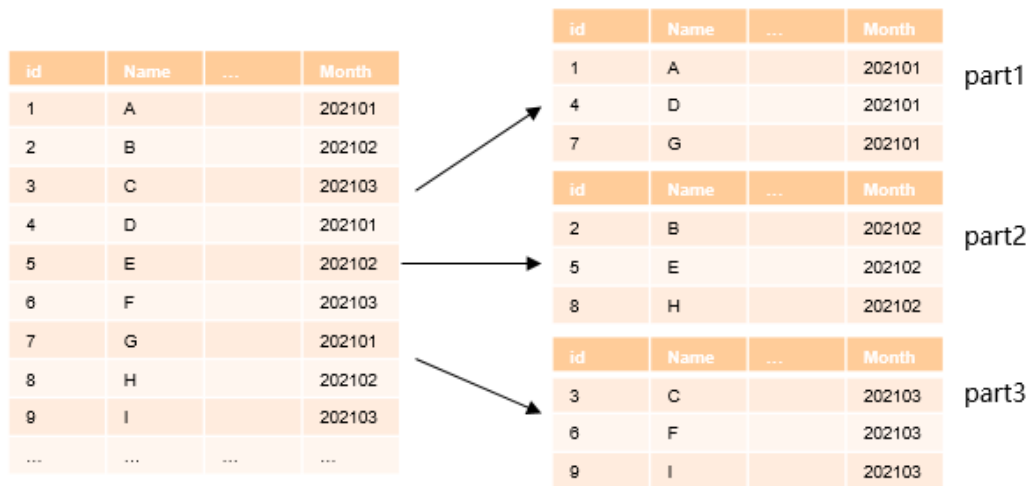 id Name ... Month
1 A 202101
2 B 202102
3 C 202103
4 D 202101
5 E 202102
6 F 202103
7 G 202101
8 H 202102
9 I 202103
... ... ... ...
id Name ... Month
1 A 202101
4 D 202101
7 G 202101
part1
id Name ... Month
2 B 202102
5 E 202102
8 H 202102
part2
id Name ... Month
3 C 202103
6 F 202103
9 I 202103
part3